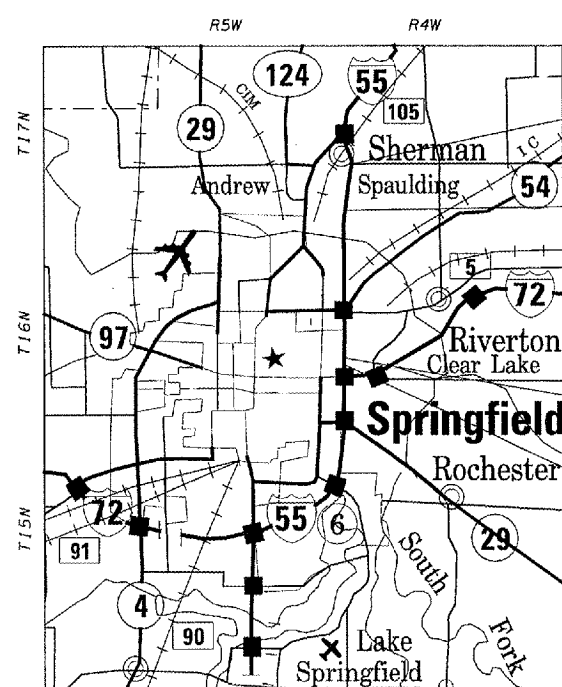 R5W R4W
T17N
124
55
CIM
105
29
Sherman
I C
Andrew
Spaulding
54
5
72
T16N
97
Riverton
Clear Lake
Springfield
Rochester
72
55
6
T15N
91
29
South
4
90
Fork
Lake
Springfield